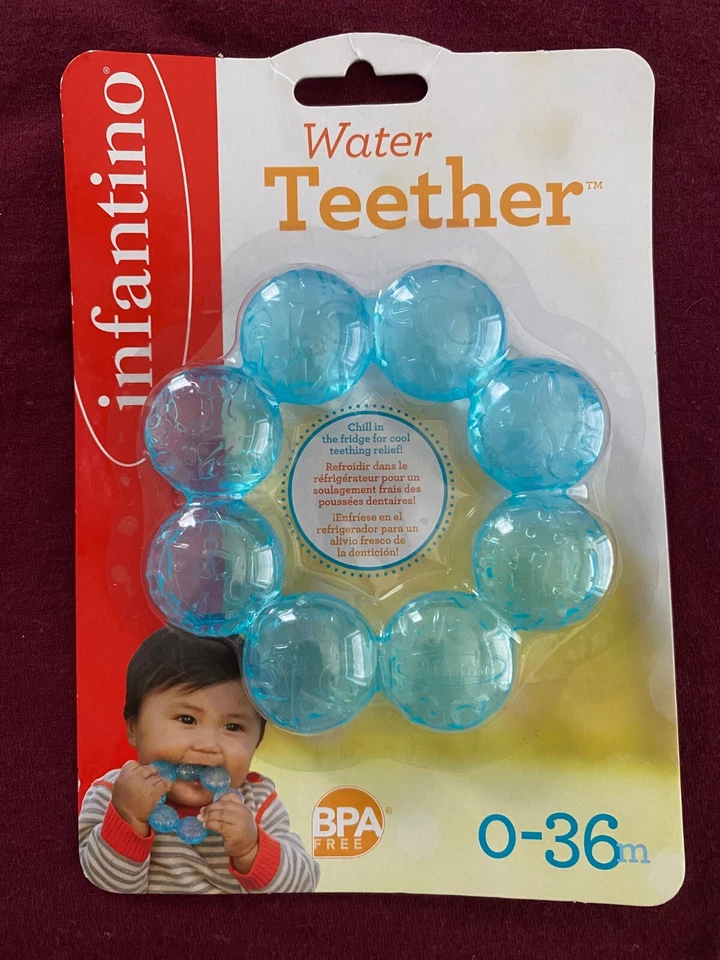 infantino®
Water
Teether™
Chill in
the fridge for cool
teething relief!
Refroidir dans le
réfrigérateur pour un
soulagement frais des
poussées dentaires!
¡Enfríese en el
refrigerador para un
alivio fresco de
la dentición!
BPA®
FREE
0-36m